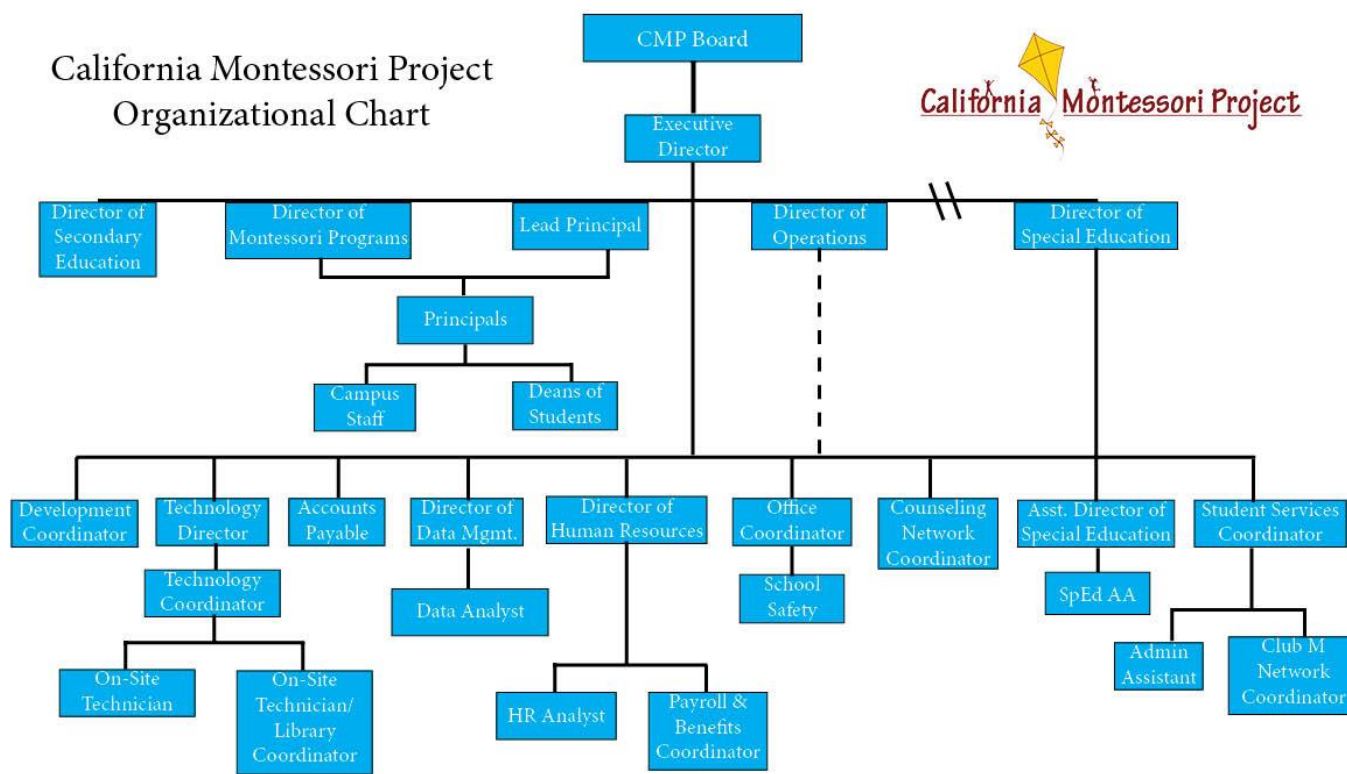 California Montessori Project
Organizational Chart
CMP Board
California Montessori Project
Executive
Director
Director of
Secondary
Education
Director of
Montessori Programs
Lead Principal
Director of
Operations
Director of
Special Education
Principals
Campus
Staff
Deans of
Students
Development
Coordinator
Technology
Director
Accounts
Payable
Director of
Data Mgmt.
Director of
Human Resources
Office
Coordinator
Counseling
Network
Coordinator
Asst. Director of
Special Education
Student Services
Coordinator
Technology
Coordinator
Data Analyst
School
Safety
SpEd AA
On-Site
Technician
On-Site
Technician/
Library
Coordinator
HR Analyst
Payroll &
Benefits
Coordinator
Admin
Assistant
Club M
Network
Coordinator